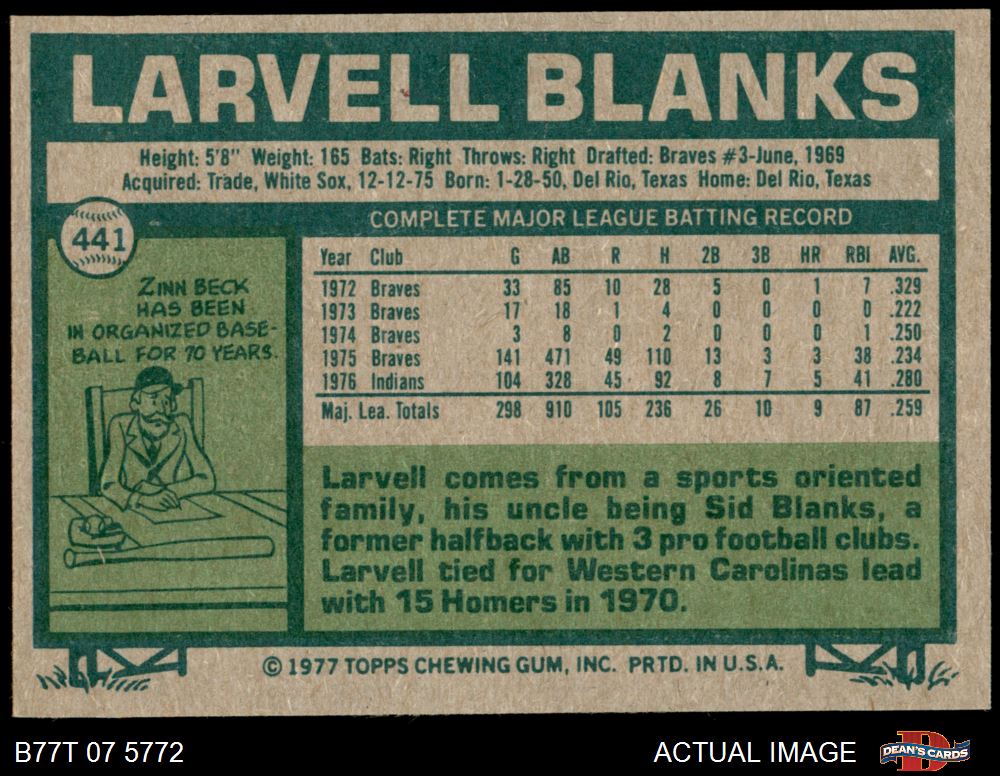 LARVELL BLANKS
Height: 5'8" Weight: 165 Bats: Right Throws: Right Drafted: Braves #3-June, 1969
Acquired: Trade, White Sox, 12-12-75 Born: 1-28-50, Del Rio, Texas Home: Del Rio, Texas
441
COMPLETE MAJOR LEAGUE BATTING RECORD
ZINN BECK
HAS BEEN
IN ORGANIZED BASE-
BALL FOR 70 YEARS.
Year Club G AB R H 2B 3B HR RBI AVG.
1972 Braves 33 85 10 28 5 0 1 7 .329
1973 Braves 17 18 1 4 0 0 0 0 .222
1974 Braves 3 8 0 2 0 0 0 1 .250
1975 Braves 141 471 49 110 13 3 3 38 .234
1976 Indians 104 328 45 92 8 7 5 41 .280
Maj. Lea. Totals 298 910 105 236 26 10 9 87 .259
Larvell comes from a sports oriented
family, his uncle being Sid Blanks, a
former halfback with 3 pro football clubs.
Larvell tied for Western Carolinas lead
with 15 Homers in 1970.
© 1977 TOPPS CHEWING GUM, INC. PRTD. IN U.S.A.
B77T 07 5772 ACTUAL IMAGE DEAN'S CARDS